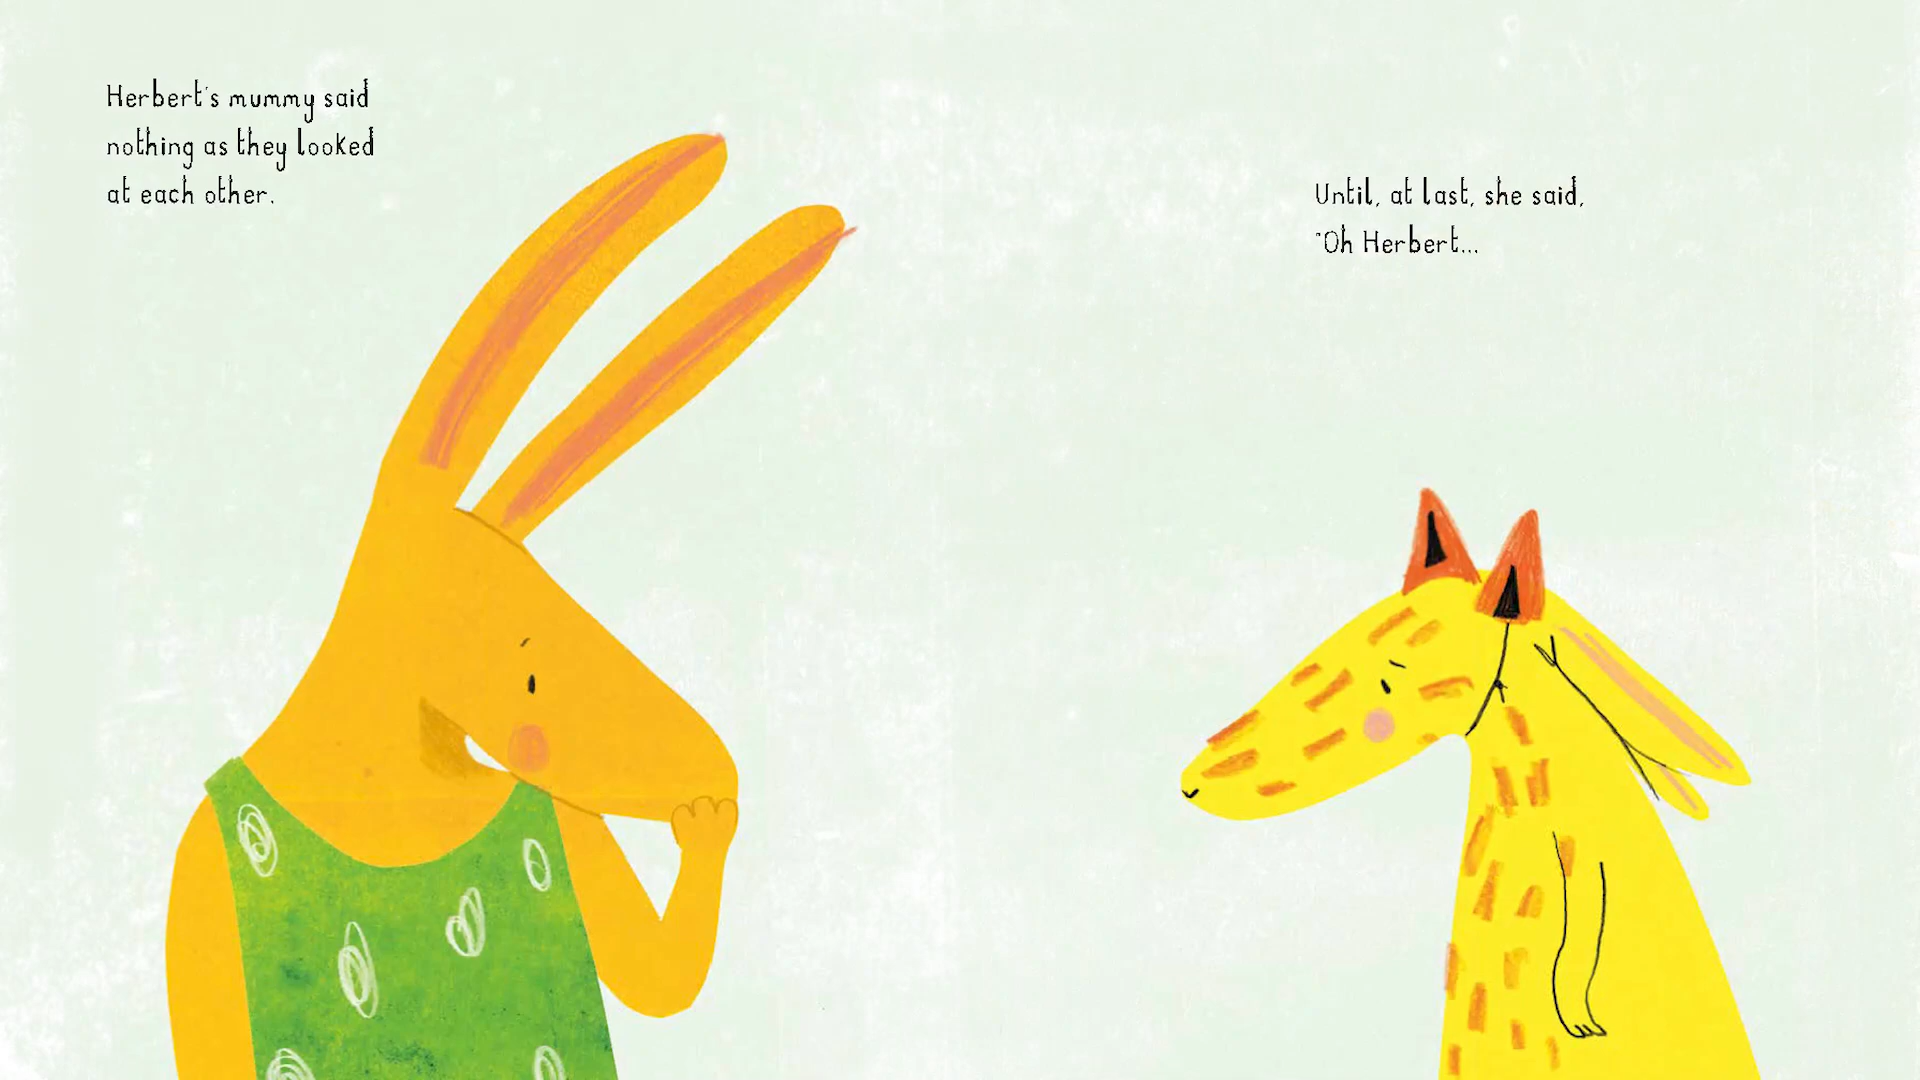 Herbert's mummy said
nothing as they looked
at each other.
Until, at last, she said,
"Oh Herbert...